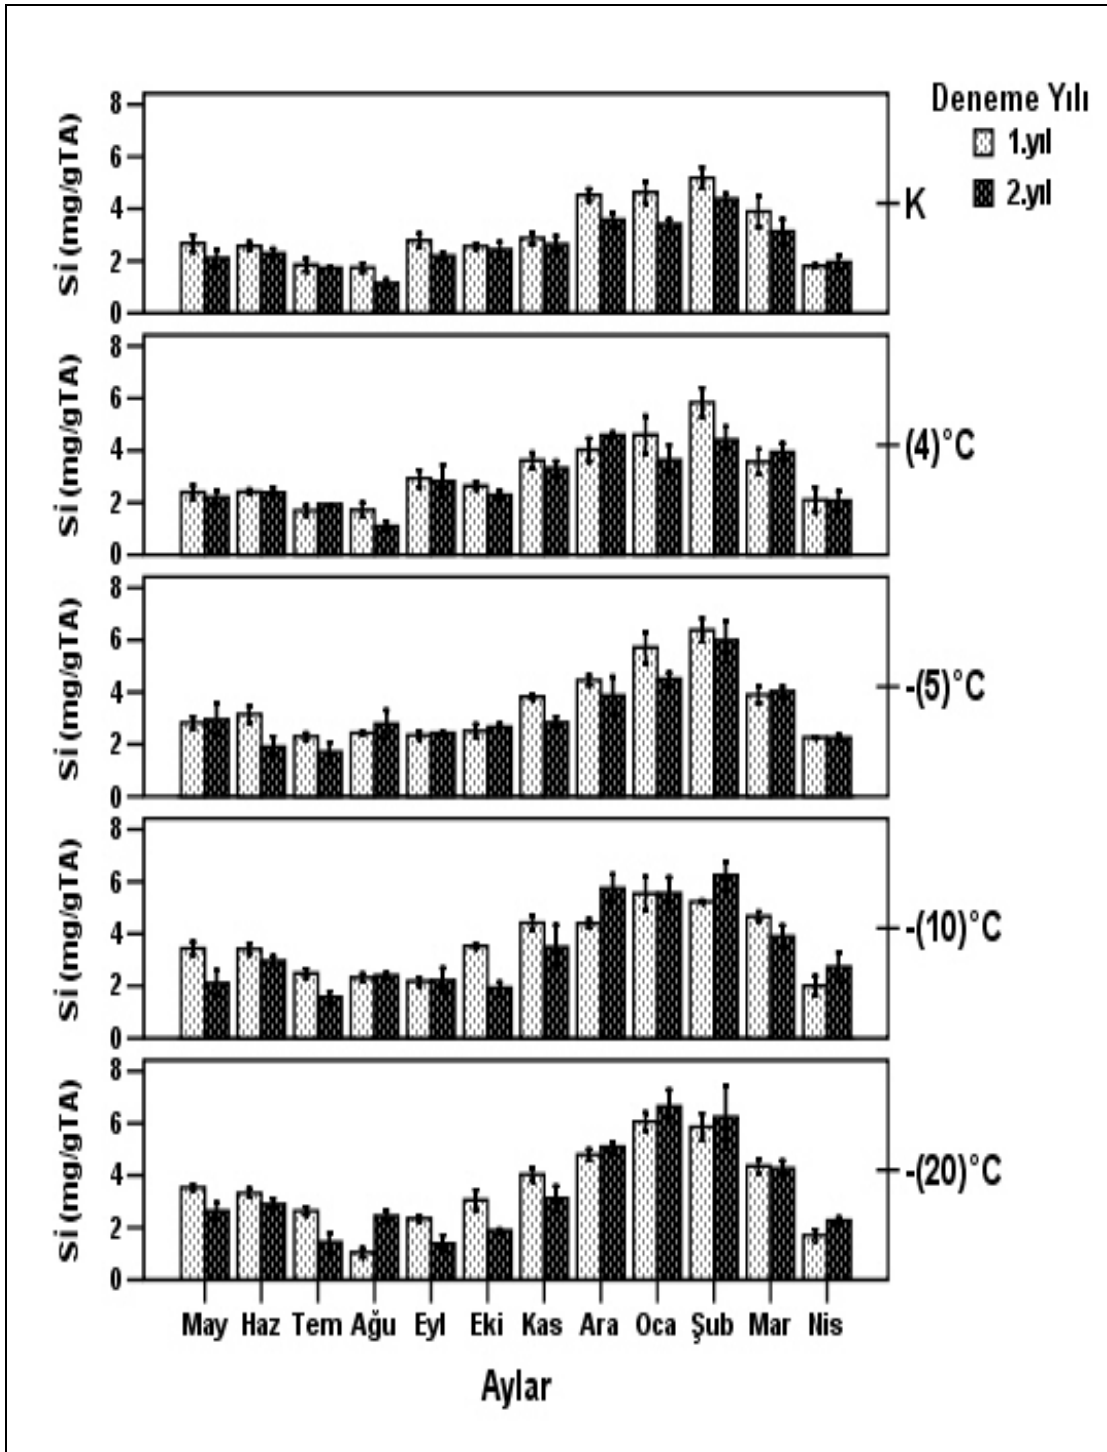 Deneme Yılı
1.yıl
2.yıl
Sİ (mg/gTA)
8
6
4
2
0
K
Sİ (mg/gTA)
8
6
4
2
0
(4)°C
Sİ (mg/gTA)
8
6
4
2
0
-(5)°C
Sİ (mg/gTA)
8
6
4
2
0
-(10)°C
Sİ (mg/gTA)
8
6
4
2
0
-(20)°C
May Haz Tem Ağu Eyl Eki Kas Ara Oca Şub Mar Nis
Aylar